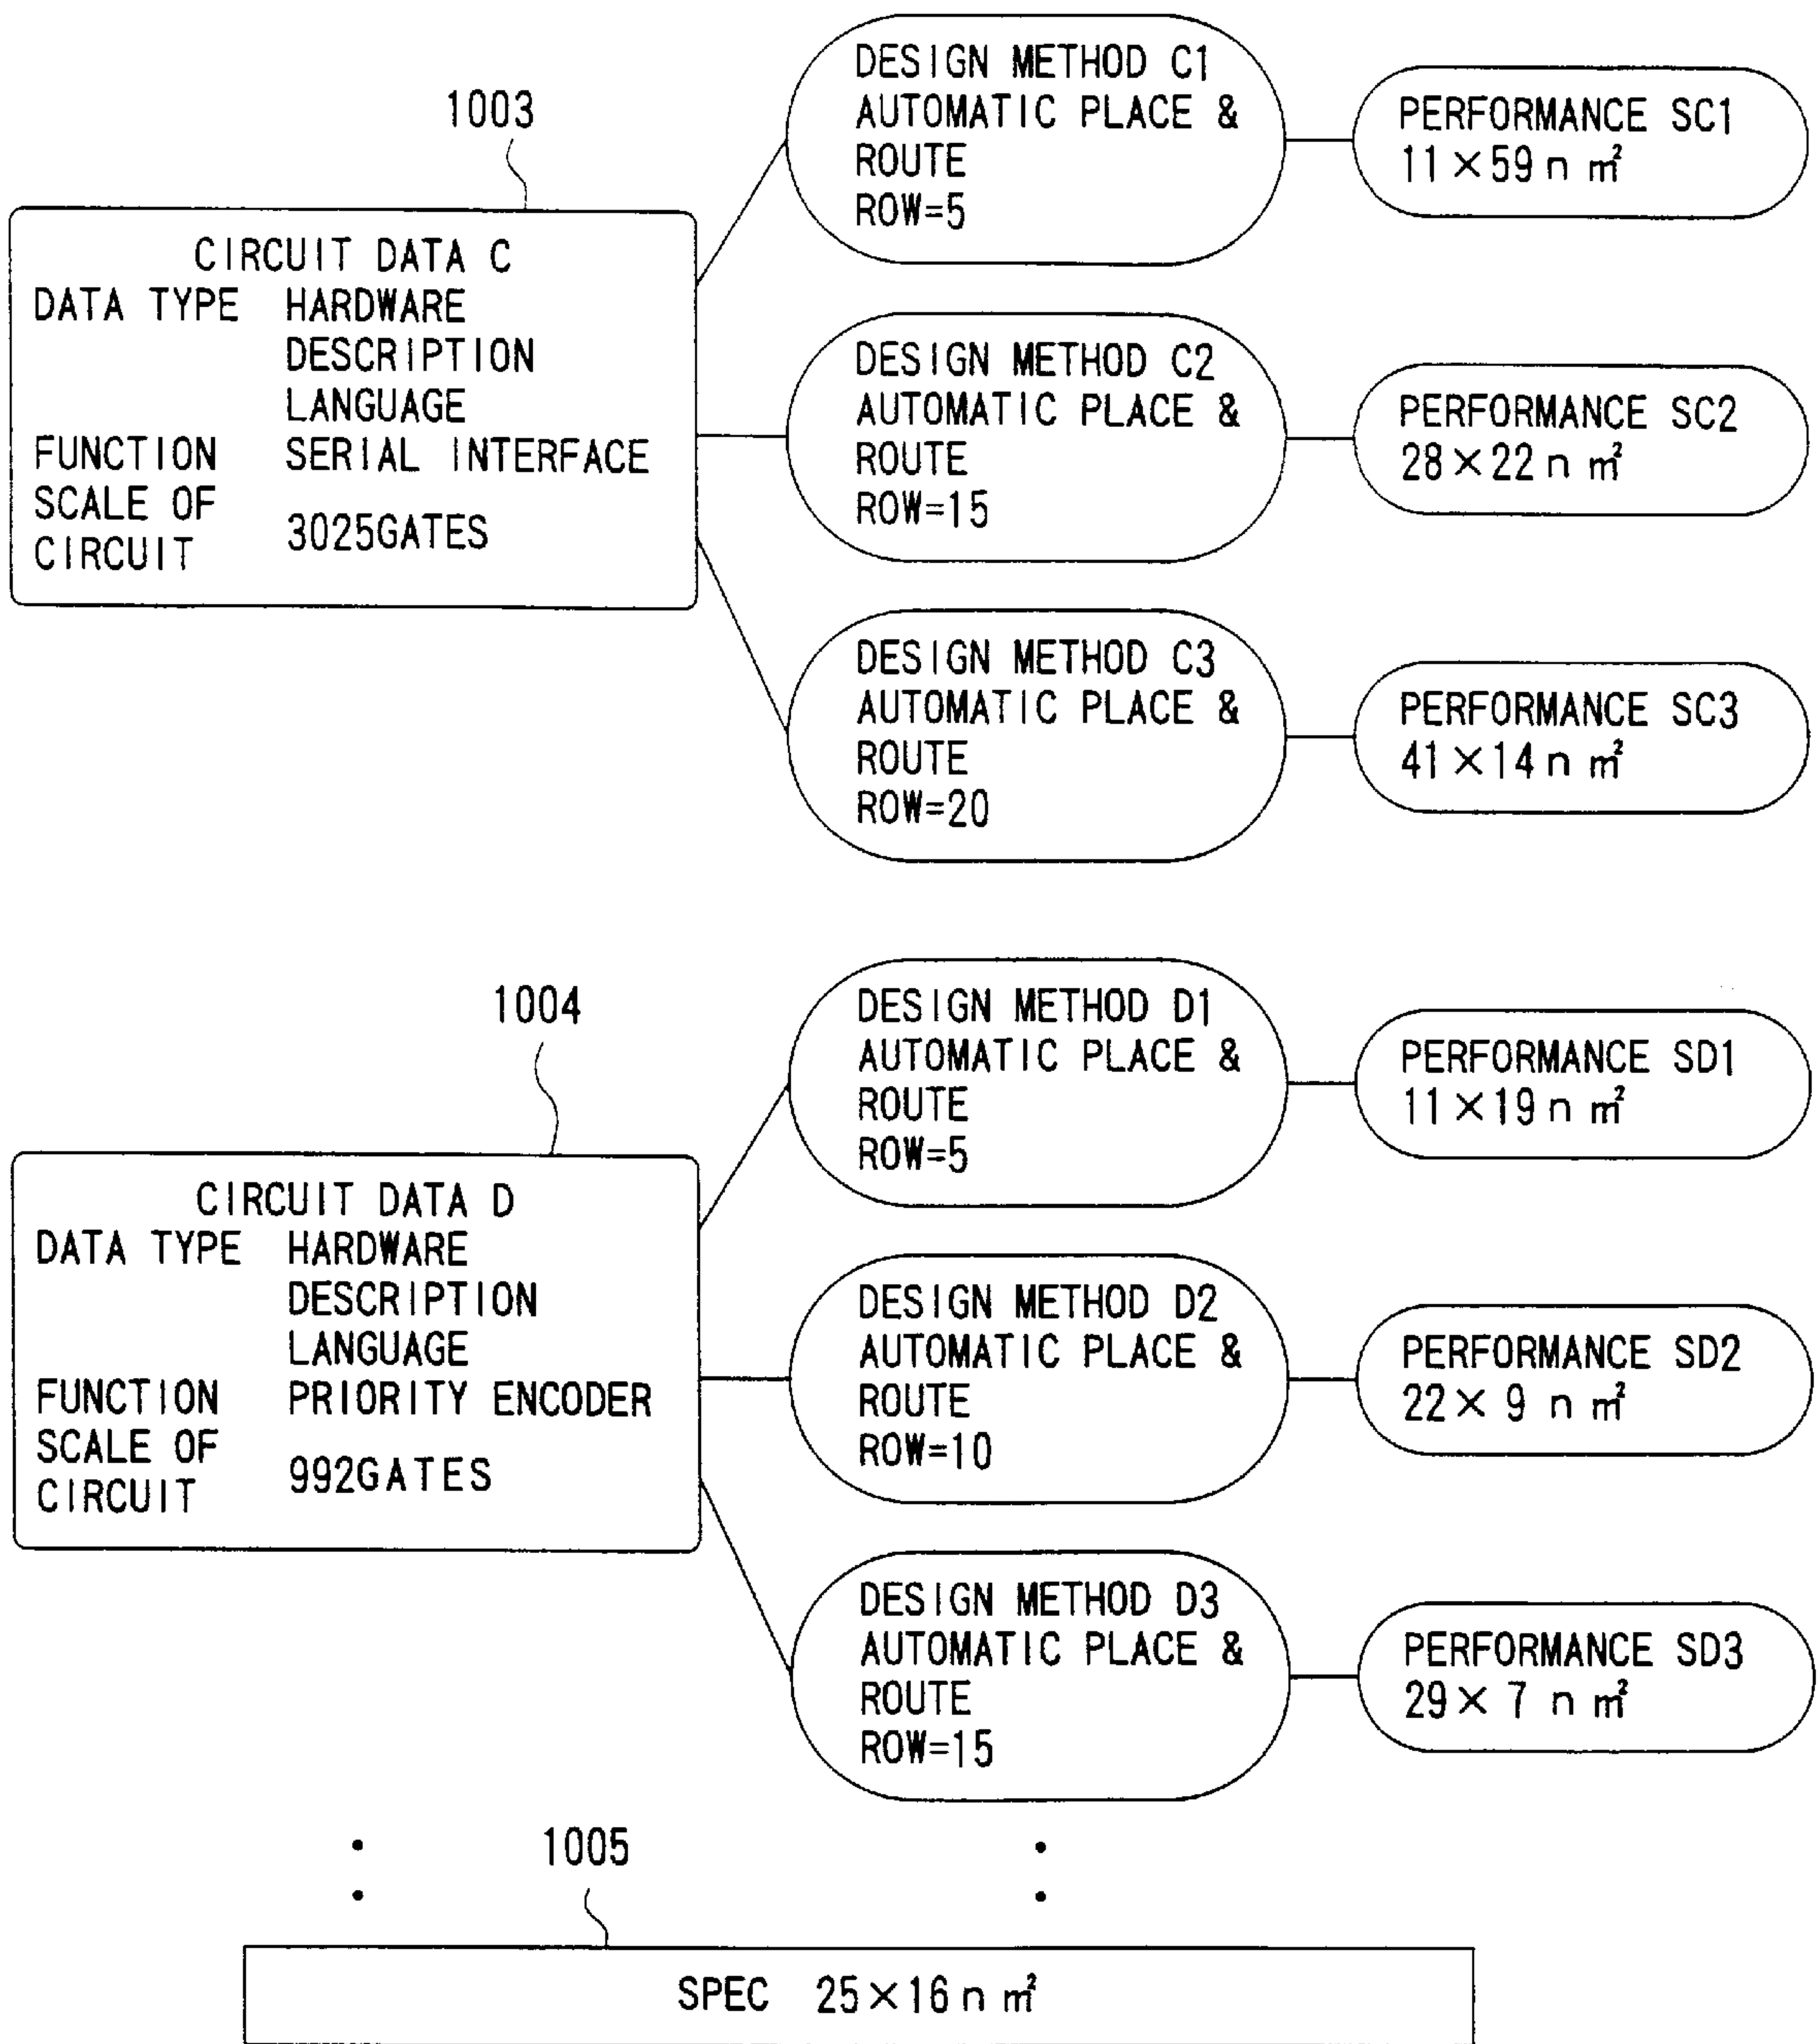 1003
CIRCUIT DATA C
DATA TYPE HARDWARE
DESCRIPTION
LANGUAGE
FUNCTION SERIAL INTERFACE
SCALE OF
CIRCUIT 3025GATES
DESIGN METHOD C1
AUTOMATIC PLACE &
ROUTE
ROW=5
PERFORMANCE SC1
11×59 n m²
DESIGN METHOD C2
AUTOMATIC PLACE &
ROUTE
ROW=15
PERFORMANCE SC2
28×22 n m²
DESIGN METHOD C3
AUTOMATIC PLACE &
ROUTE
ROW=20
PERFORMANCE SC3
41×14 n m²
1004
CIRCUIT DATA D
DATA TYPE HARDWARE
DESCRIPTION
LANGUAGE
FUNCTION PRIORITY ENCODER
SCALE OF
CIRCUIT 992GATES
DESIGN METHOD D1
AUTOMATIC PLACE &
ROUTE
ROW=5
PERFORMANCE SD1
11×19 n m²
DESIGN METHOD D2
AUTOMATIC PLACE &
ROUTE
ROW=10
PERFORMANCE SD2
22× 9 n m²
DESIGN METHOD D3
AUTOMATIC PLACE &
ROUTE
ROW=15
PERFORMANCE SD3
29× 7 n m²
1005
SPEC 25×16 n m²